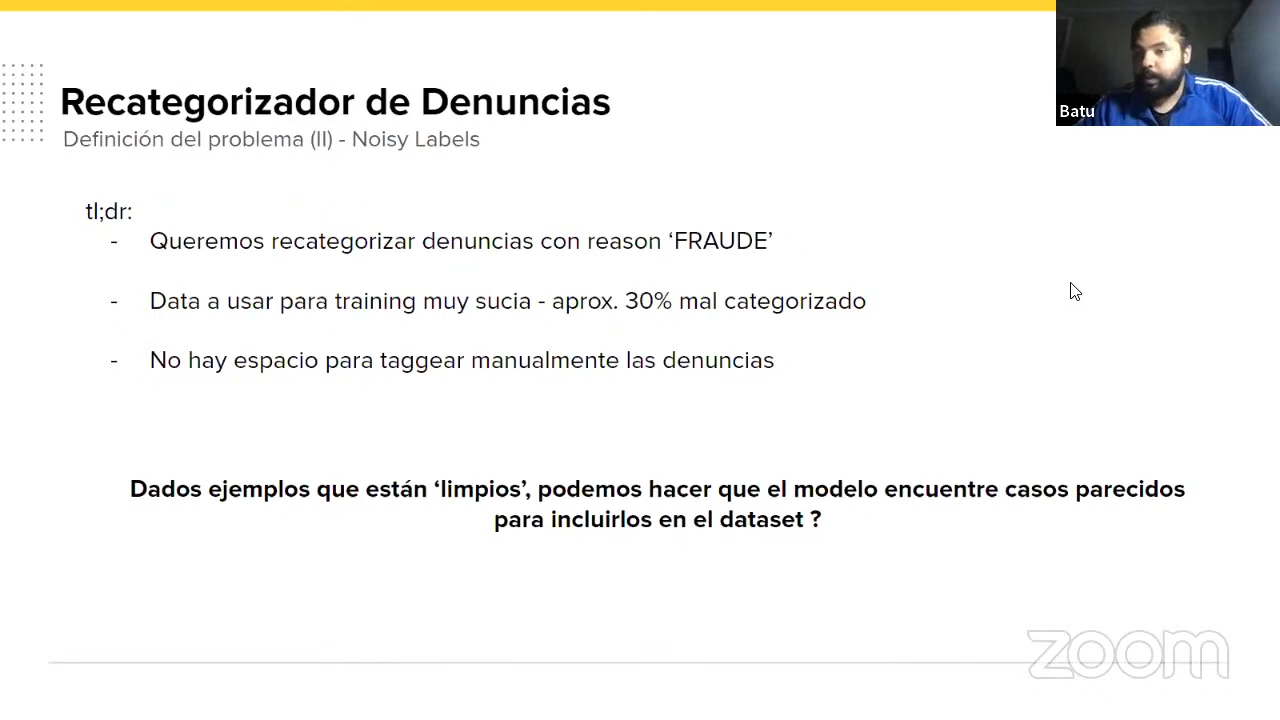 Recategorizador de Denuncias
Definición del problema (II) - Noisy Labels
Batu
tl;dr:
- Queremos recategorizar denuncias con reason ‘FRAUDE’
- Data a usar para training muy sucia - aprox. 30% mal categorizado
- No hay espacio para taggear manualmente las denuncias
Dados ejemplos que están ‘limpios’, podemos hacer que el modelo encuentre casos parecidos
para incluirlos en el dataset ?
zoom